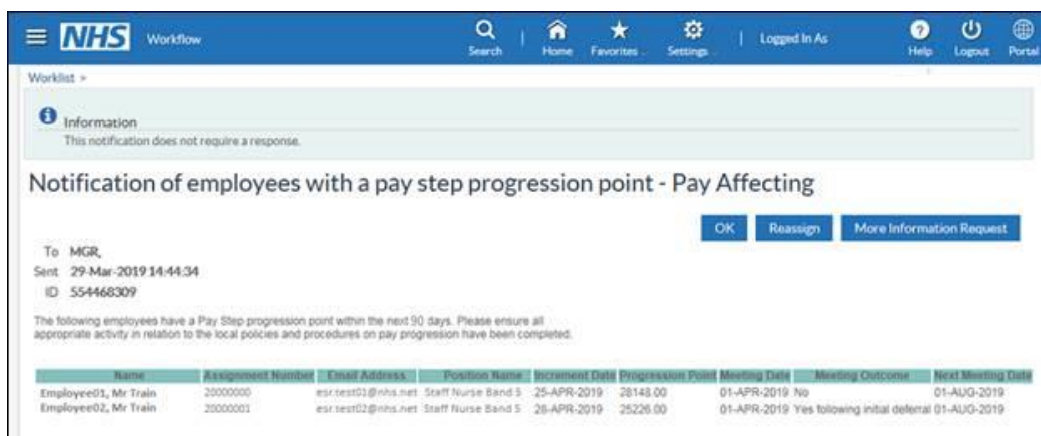 NHS Workflow Search Home Favorites Settings Logged In As Help Logout Portal
Worklist >
Information
This notification does not require a response.
Notification of employees with a pay step progression point - Pay Affecting
OK Reassign More Information Request
To MGR,
Sent 29-Mar-2019 14:44:34
ID 554468309
The following employees have a Pay Step progression point within the next 90 days. Please ensure all
appropriate activity in relation to the local policies and procedures on pay progression have been completed.
Name Assignment Number Email Address Position Name Increment Date Progression Point Meeting Date Meeting Outcome Next Meeting Date
Employee01, Mr Train 20000000 esr.test01@nhs.net Staff Nurse Band 5 25-APR-2019 28148.00 01-APR-2019 No 01-AUG-2019
Employee02, Mr Train 20000001 esr.test02@nhs.net Staff Nurse Band 5 28-APR-2019 25226.00 01-APR-2019 Yes following initial deferral 01-AUG-2019